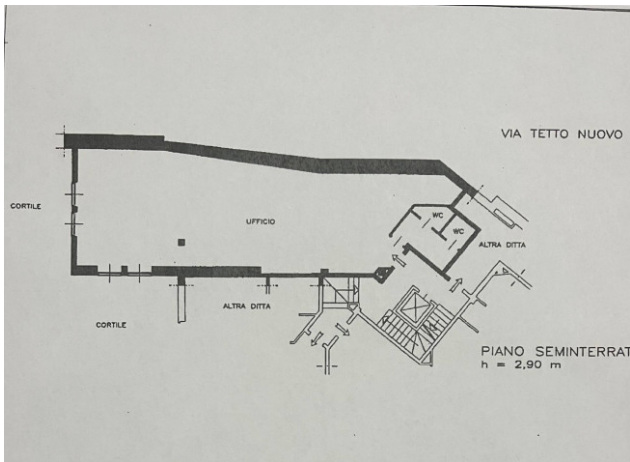 VIA TETTO NUOVO
CORTILE
UFFICIO
WC
WC
ALTRA DITTA
ALTRA DITTA
CORTILE
PIANO SEMINTERRAT
h = 2,90 m